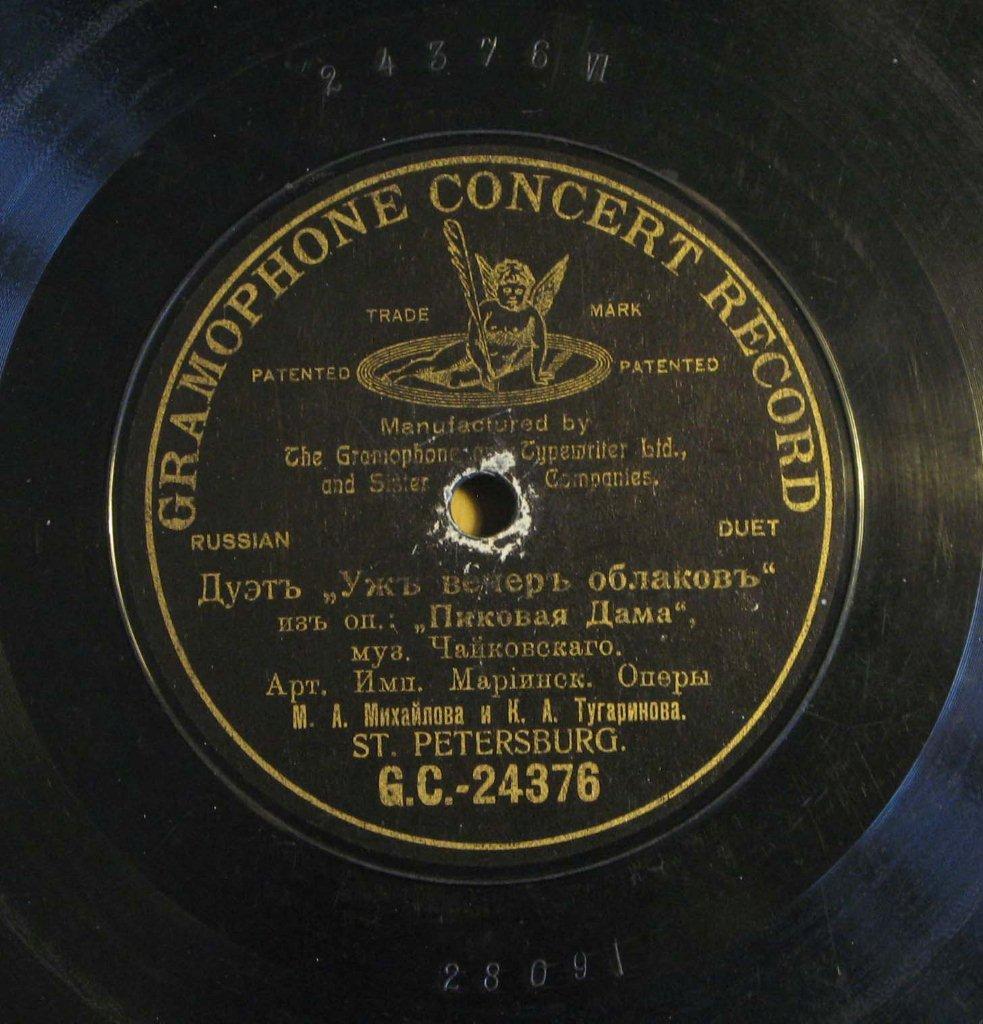 24376 VI
GRAMOPHONE CONCERT RECORD
TRADE MARK
PATENTED PATENTED
Manufactured by
The Gramophone Typewriter Ltd.,
and Sister Companies.
RUSSIAN DUET
Дуэтъ „Ужъ вечеръ облаковъ“
изъ оп.: „Пиковая Дама“,
муз. Чайковскаго.
Арт. Имп. Маріинск. Оперы
М. А. Михайлова и К. А. Тугаринова.
ST. PETERSBURG.
G.C.-24376
2809